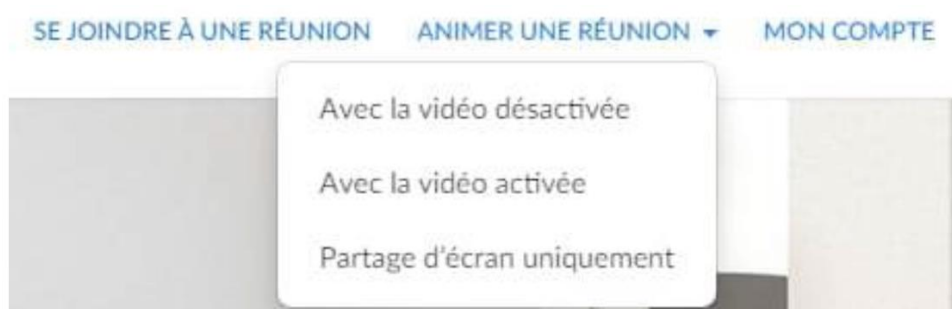 SE JOINDRE À UNE RÉUNION ANIMER UNE RÉUNION MON COMPTE
Avec la vidéo désactivée
Avec la vidéo activée
Partage d'écran uniquement